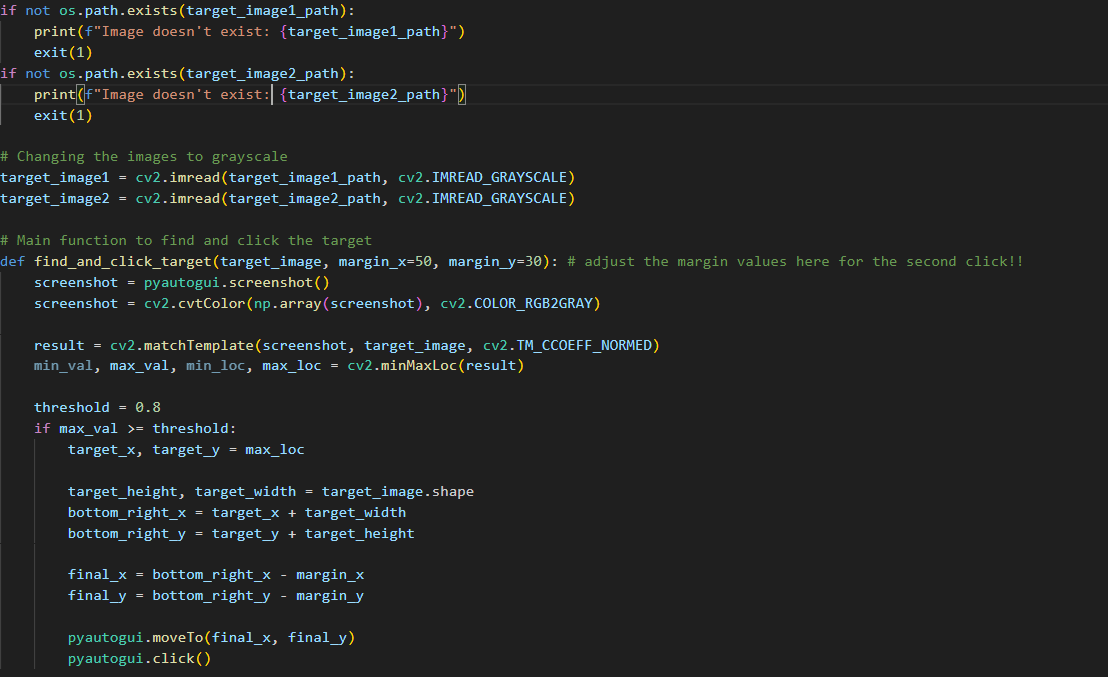 if not os.path.exists(target_image1_path):
    print(f"Image doesn't exist: {target_image1_path}")
    exit(1)
if not os.path.exists(target_image2_path):
    print(f"Image doesn't exist: {target_image2_path}")
    exit(1)

# Changing the images to grayscale
target_image1 = cv2.imread(target_image1_path, cv2.IMREAD_GRAYSCALE)
target_image2 = cv2.imread(target_image2_path, cv2.IMREAD_GRAYSCALE)

# Main function to find and click the target
def find_and_click_target(target_image, margin_x=50, margin_y=30): # adjust the margin values here for the second click!!
    screenshot = pyautogui.screenshot()
    screenshot = cv2.cvtColor(np.array(screenshot), cv2.COLOR_RGB2GRAY)

    result = cv2.matchTemplate(screenshot, target_image, cv2.TM_CCOEFF_NORMED)
    min_val, max_val, min_loc, max_loc = cv2.minMaxLoc(result)

    threshold = 0.8
    if max_val >= threshold:
        target_x, target_y = max_loc

        target_height, target_width = target_image.shape
        bottom_right_x = target_x + target_width
        bottom_right_y = target_y + target_height

        final_x = bottom_right_x - margin_x
        final_y = bottom_right_y - margin_y

        pyautogui.moveTo(final_x, final_y)
        pyautogui.click()